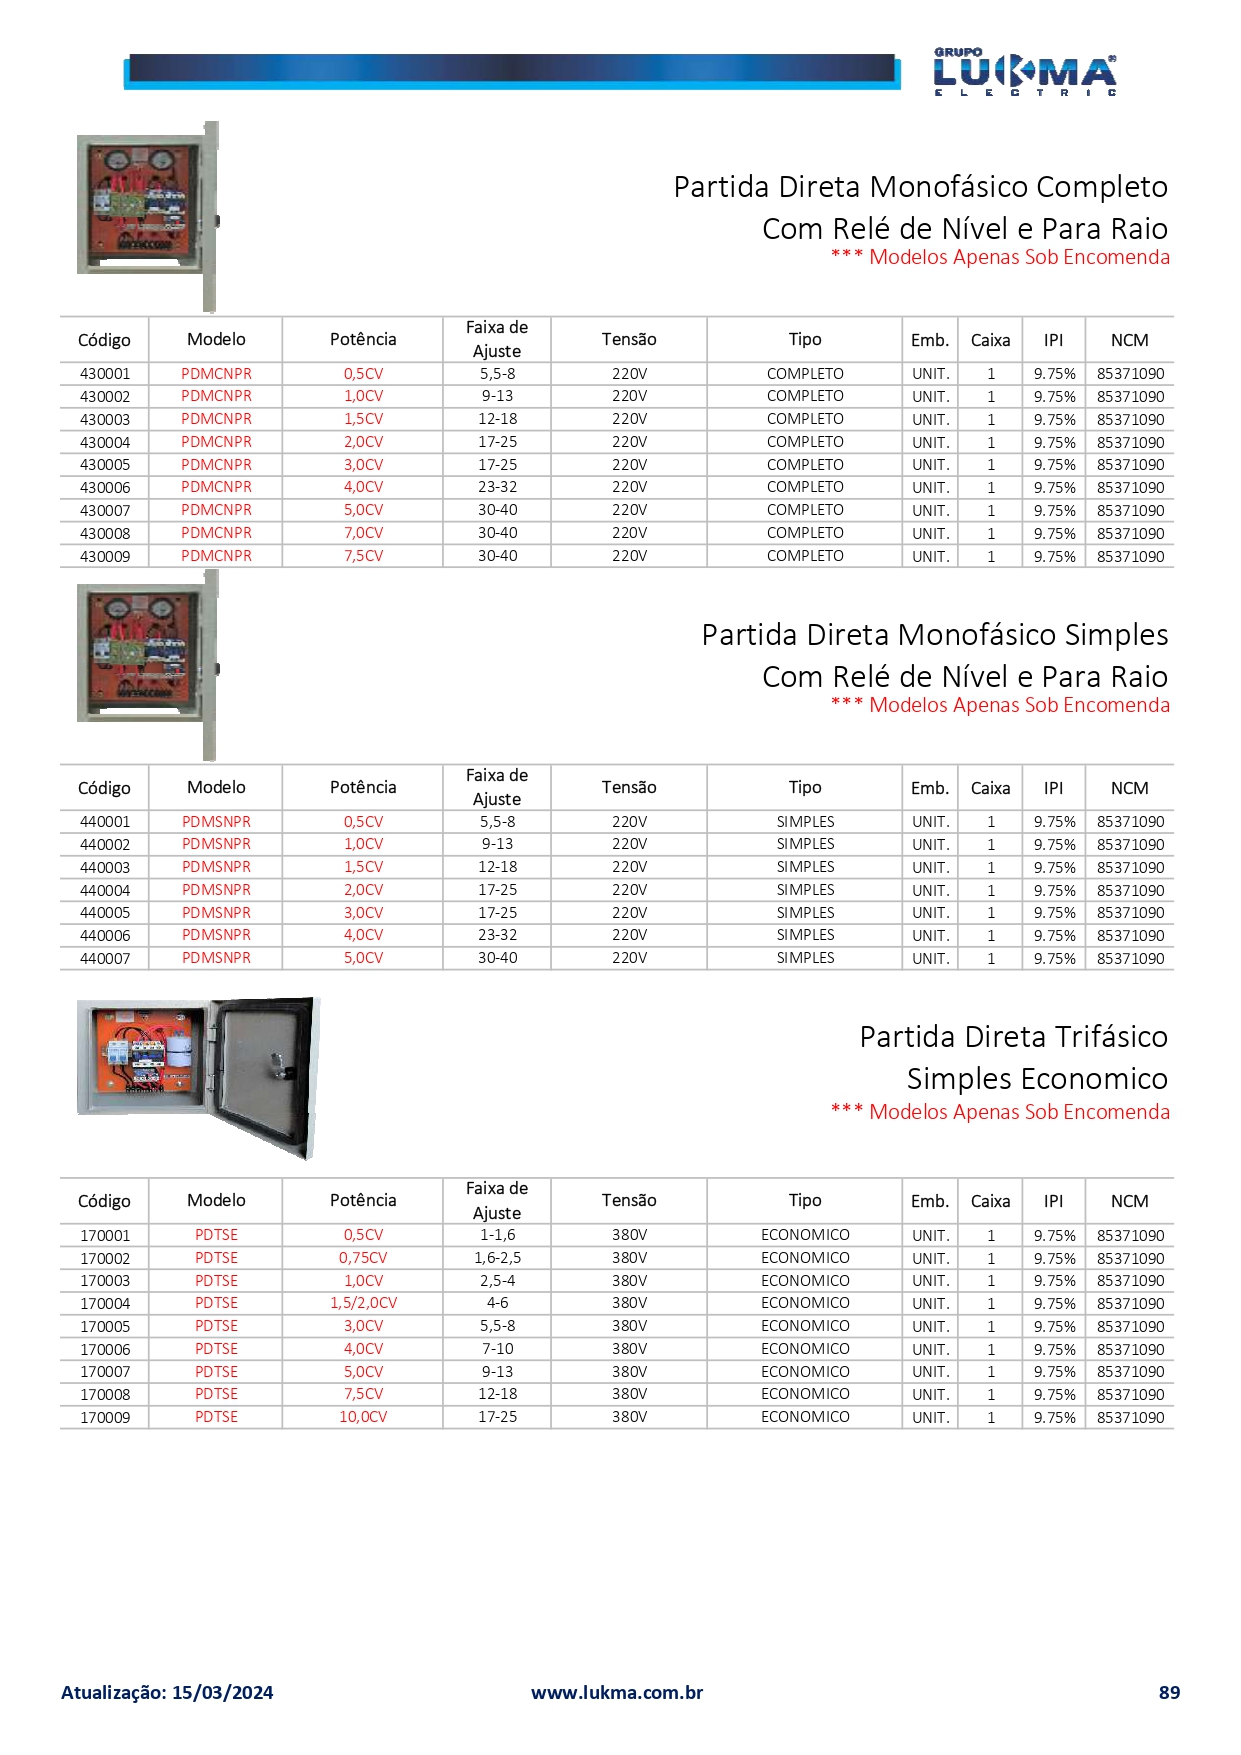 GRUPO
LUKMA®
ELECTRIC
Partida Direta Monofásico Completo
Com Relé de Nível e Para Raio
*** Modelos Apenas Sob Encomenda
Código Modelo Potência Faixa de Ajuste Tensão Tipo Emb. Caixa IPI NCM
430001 PDMCNPR 0,5CV 5,5-8 220V COMPLETO UNIT. 1 9.75% 85371090
430002 PDMCNPR 1,0CV 9-13 220V COMPLETO UNIT. 1 9.75% 85371090
430003 PDMCNPR 1,5CV 12-18 220V COMPLETO UNIT. 1 9.75% 85371090
430004 PDMCNPR 2,0CV 17-25 220V COMPLETO UNIT. 1 9.75% 85371090
430005 PDMCNPR 3,0CV 17-25 220V COMPLETO UNIT. 1 9.75% 85371090
430006 PDMCNPR 4,0CV 23-32 220V COMPLETO UNIT. 1 9.75% 85371090
430007 PDMCNPR 5,0CV 30-40 220V COMPLETO UNIT. 1 9.75% 85371090
430008 PDMCNPR 7,0CV 30-40 220V COMPLETO UNIT. 1 9.75% 85371090
430009 PDMCNPR 7,5CV 30-40 220V COMPLETO UNIT. 1 9.75% 85371090
Partida Direta Monofásico Simples
Com Relé de Nível e Para Raio
*** Modelos Apenas Sob Encomenda
Código Modelo Potência Faixa de Ajuste Tensão Tipo Emb. Caixa IPI NCM
440001 PDMSNPR 0,5CV 5,5-8 220V SIMPLES UNIT. 1 9.75% 85371090
440002 PDMSNPR 1,0CV 9-13 220V SIMPLES UNIT. 1 9.75% 85371090
440003 PDMSNPR 1,5CV 12-18 220V SIMPLES UNIT. 1 9.75% 85371090
440004 PDMSNPR 2,0CV 17-25 220V SIMPLES UNIT. 1 9.75% 85371090
440005 PDMSNPR 3,0CV 17-25 220V SIMPLES UNIT. 1 9.75% 85371090
440006 PDMSNPR 4,0CV 23-32 220V SIMPLES UNIT. 1 9.75% 85371090
440007 PDMSNPR 5,0CV 30-40 220V SIMPLES UNIT. 1 9.75% 85371090
Partida Direta Trifásico
Simples Economico
*** Modelos Apenas Sob Encomenda
Código Modelo Potência Faixa de Ajuste Tensão Tipo Emb. Caixa IPI NCM
170001 PDTSE 0,5CV 1-1,6 380V ECONOMICO UNIT. 1 9.75% 85371090
170002 PDTSE 0,75CV 1,6-2,5 380V ECONOMICO UNIT. 1 9.75% 85371090
170003 PDTSE 1,0CV 2,5-4 380V ECONOMICO UNIT. 1 9.75% 85371090
170004 PDTSE 1,5/2,0CV 4-6 380V ECONOMICO UNIT. 1 9.75% 85371090
170005 PDTSE 3,0CV 5,5-8 380V ECONOMICO UNIT. 1 9.75% 85371090
170006 PDTSE 4,0CV 7-10 380V ECONOMICO UNIT. 1 9.75% 85371090
170007 PDTSE 5,0CV 9-13 380V ECONOMICO UNIT. 1 9.75% 85371090
170008 PDTSE 7,5CV 12-18 380V ECONOMICO UNIT. 1 9.75% 85371090
170009 PDTSE 10,0CV 17-25 380V ECONOMICO UNIT. 1 9.75% 85371090
Atualização: 15/03/2024 www.lukma.com.br 89